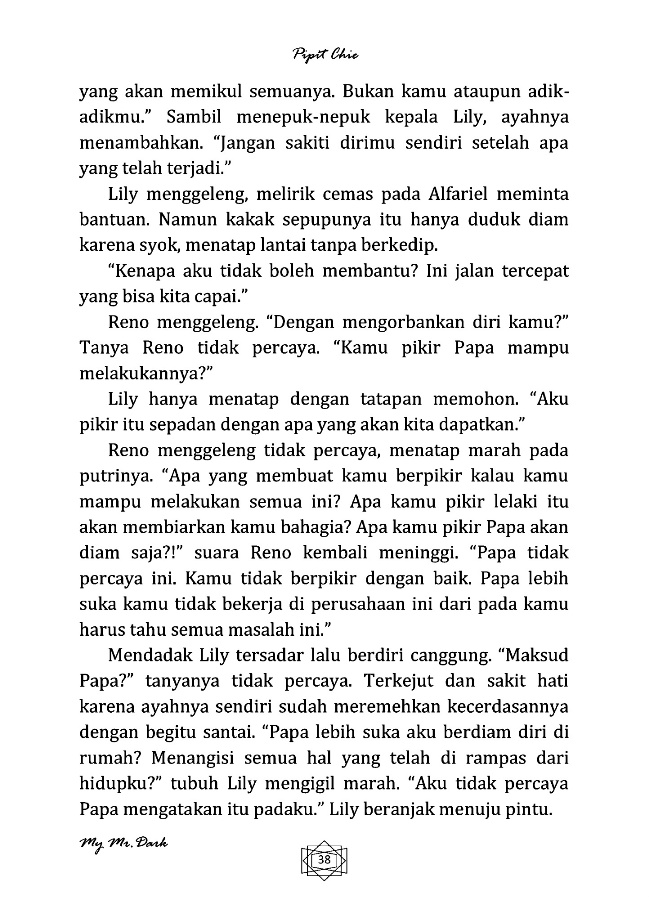 Pipit Chie
yang akan memikul semuanya. Bukan kamu ataupun adik-
adikmu.” Sambil menepuk-nepuk kepala Lily, ayahnya
menambahkan. “Jangan sakiti dirimu sendiri setelah apa
yang telah terjadi.”
Lily menggeleng, melirik cemas pada Alfariel meminta
bantuan. Namun kakak sepupunya itu hanya duduk diam
karena syok, menatap lantai tanpa berkedip.
“Kenapa aku tidak boleh membantu? Ini jalan tercepat
yang bisa kita capai.”
Reno menggeleng. “Dengan mengorbankan diri kamu?”
Tanya Reno tidak percaya. “Kamu pikir Papa mampu
melakukannya?”
Lily hanya menatap dengan tatapan memohon. “Aku
pikir itu sepadan dengan apa yang akan kita dapatkan.”
Reno menggeleng tidak percaya, menatap marah pada
putrinya. “Apa yang membuat kamu berpikir kalau kamu
mampu melakukan semua ini? Apa kamu pikir lelaki itu
akan membiarkan kamu bahagia? Apa kamu pikir Papa akan
diam saja?!” suara Reno kembali meninggi. “Papa tidak
percaya ini. Kamu tidak berpikir dengan baik. Papa lebih
suka kamu tidak bekerja di perusahaan ini dari pada kamu
harus tahu semua masalah ini.”
Mendadak Lily tersadar lalu berdiri canggung. “Maksud
Papa?” tanyanya tidak percaya. Terkejut dan sakit hati
karena ayahnya sendiri sudah meremehkan kecerdasannya
dengan begitu santai. “Papa lebih suka aku berdiam diri di
rumah? Menangisi semua hal yang telah di rampas dari
hidupku?” tubuh Lily mengigil marah. “Aku tidak percaya
Papa mengatakan itu padaku.” Lily beranjak menuju pintu.
My Mr. Dark
38